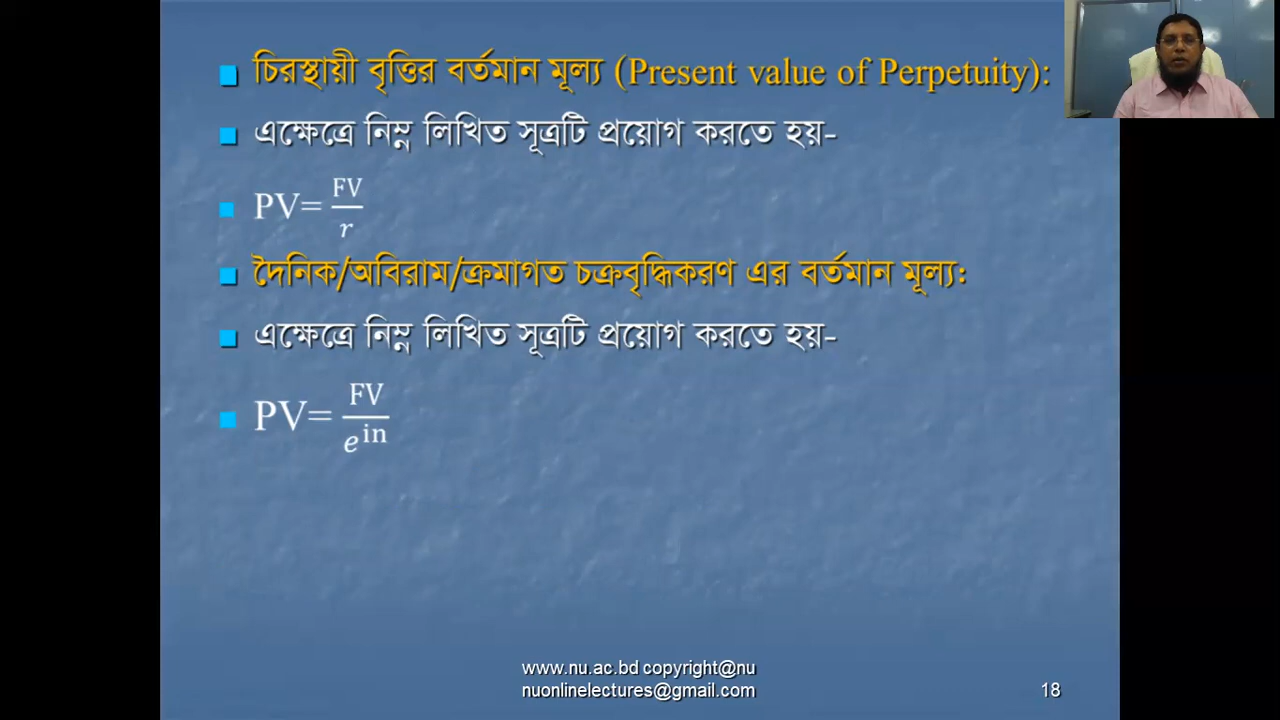 চিরস্থায়ী বৃত্তির বর্তমান মূল্য (Present value of Perpetuity):
এক্ষেত্রে নিম্ন লিখিত সূত্রটি প্রয়োগ করতে হয়-
PV= FV/r
দৈনিক/অবিরাম/ক্রমাগত চক্রবৃদ্ধিকরণ এর বর্তমান মূল্য:
এক্ষেত্রে নিম্ন লিখিত সূত্রটি প্রয়োগ করতে হয়-
PV= FV/e^in
www.nu.ac.bd copyright@nu
nuonlinelectures@gmail.com
18